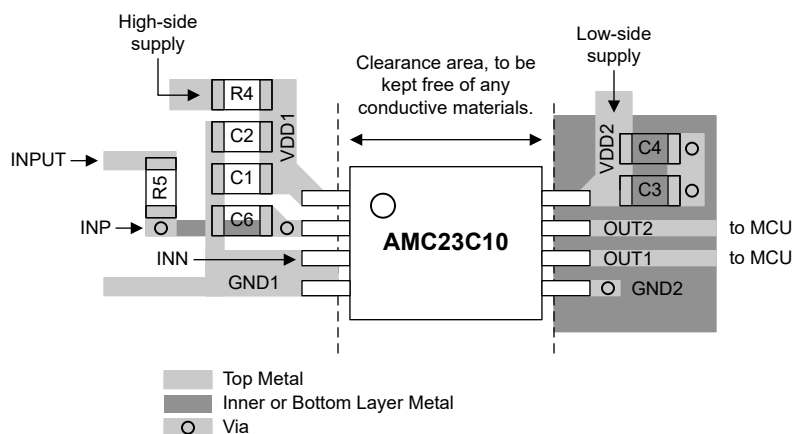 High-side
supply
Low-side
supply
Clearance area, to be
kept free of any
conductive materials.
R4
C2
C1
C6
VDD1
INPUT
R5
INP
INN
GND1
AMC23C10
VDD2
C4
C3
OUT2
to MCU
OUT1
to MCU
GND2
Top Metal
Inner or Bottom Layer Metal
Via